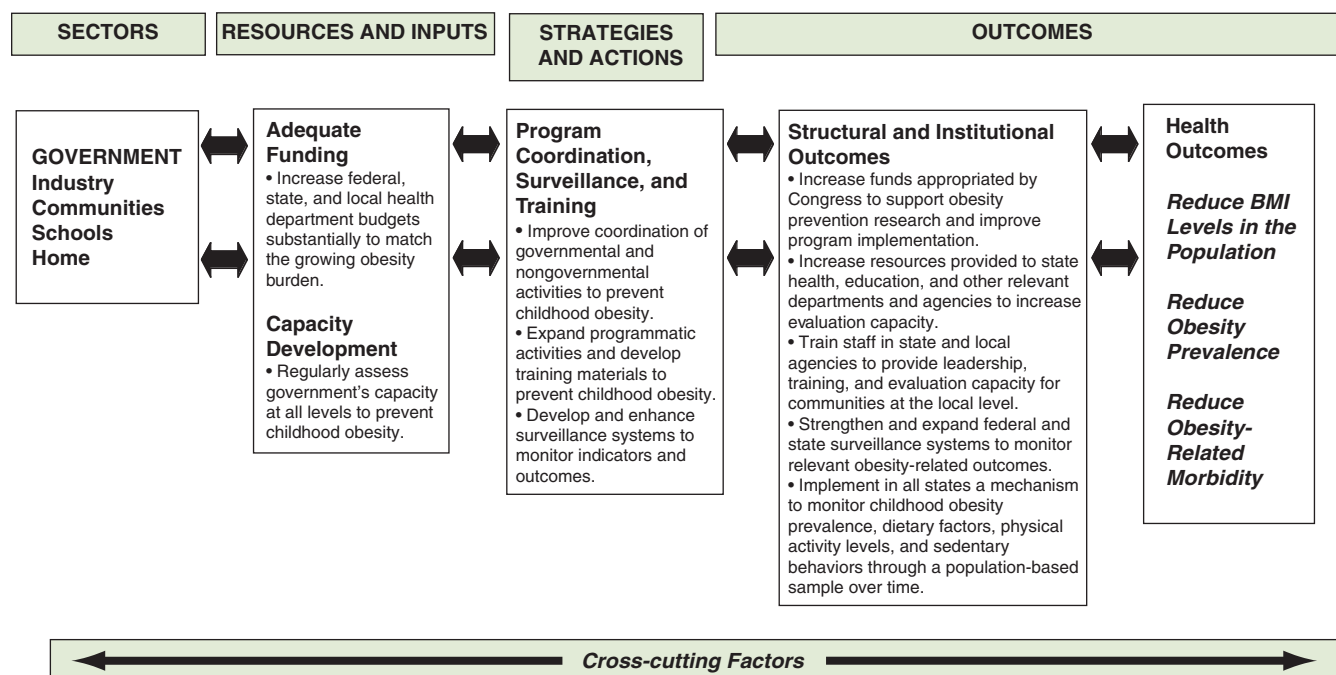 SECTORS
RESOURCES AND INPUTS
STRATEGIES
AND ACTIONS
OUTCOMES
GOVERNMENT
Industry
Communities
Schools
Home
Adequate
Funding
• Increase federal,
state, and local health
department budgets
substantially to match
the growing obesity
burden.
Capacity
Development
• Regularly assess
government's capacity
at all levels to prevent
childhood obesity.
Program
Coordination,
Surveillance, and
Training
• Improve coordination of
governmental and
nongovernmental
activities to prevent
childhood obesity.
• Expand programmatic
activities and develop
training materials to
prevent childhood obesity.
• Develop and enhance
surveillance systems to
monitor indicators and
outcomes.
Structural and Institutional
Outcomes
• Increase funds appropriated by
Congress to support obesity
prevention research and improve
program implementation.
• Increase resources provided to state
health, education, and other relevant
departments and agencies to increase
evaluation capacity.
• Train staff in state and local
agencies to provide leadership,
training, and evaluation capacity for
communities at the local level.
• Strengthen and expand federal and
state surveillance systems to monitor
relevant obesity-related outcomes.
• Implement in all states a mechanism
to monitor childhood obesity
prevalence, dietary factors, physical
activity levels, and sedentary
behaviors through a population-based
sample over time.
Health
Outcomes
Reduce BMI
Levels in the
Population
Reduce
Obesity
Prevalence
Reduce
Obesity-
Related
Morbidity
Cross-cutting Factors